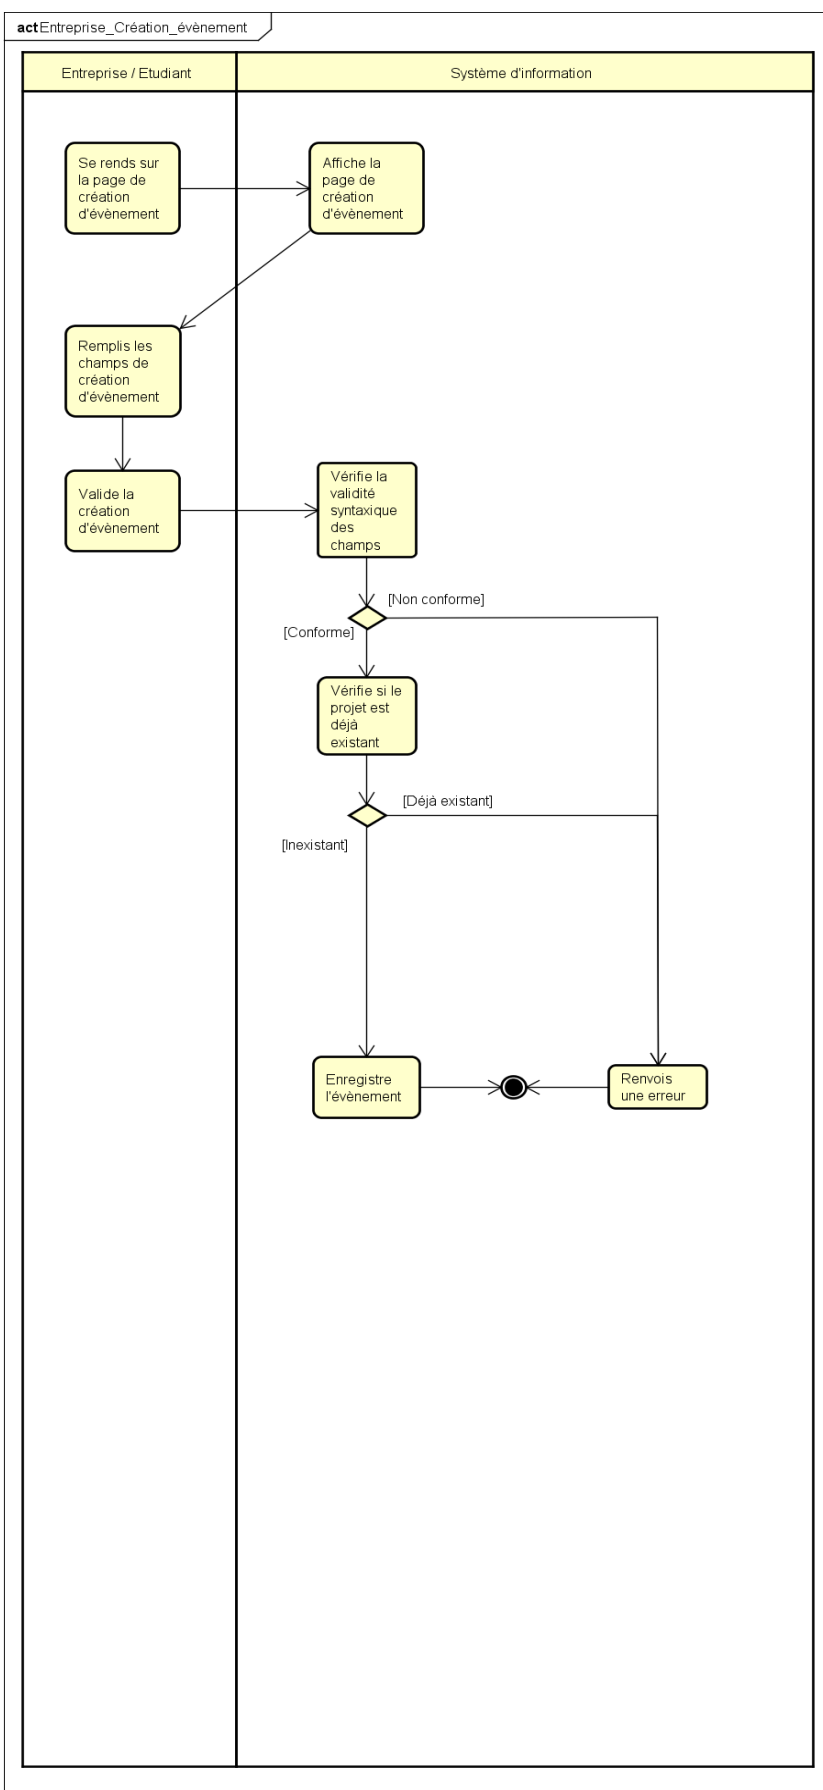 act Entreprise_Création_évènement
Entreprise / Etudiant
Système d'information
Se rends sur
la page de
création
d'évènement
Affiche la
page de
création
d'évènement
Remplis les
champs de
création
d'évènement
Valide la
création
d'évènement
Vérifie la
validité
syntaxique
des
champs
[Non conforme]
[Conforme]
Vérifie si le
projet est
déjà
existant
[Déjà existant]
[Inexistant]
Enregistre
l'évènement
Renvois
une erreur